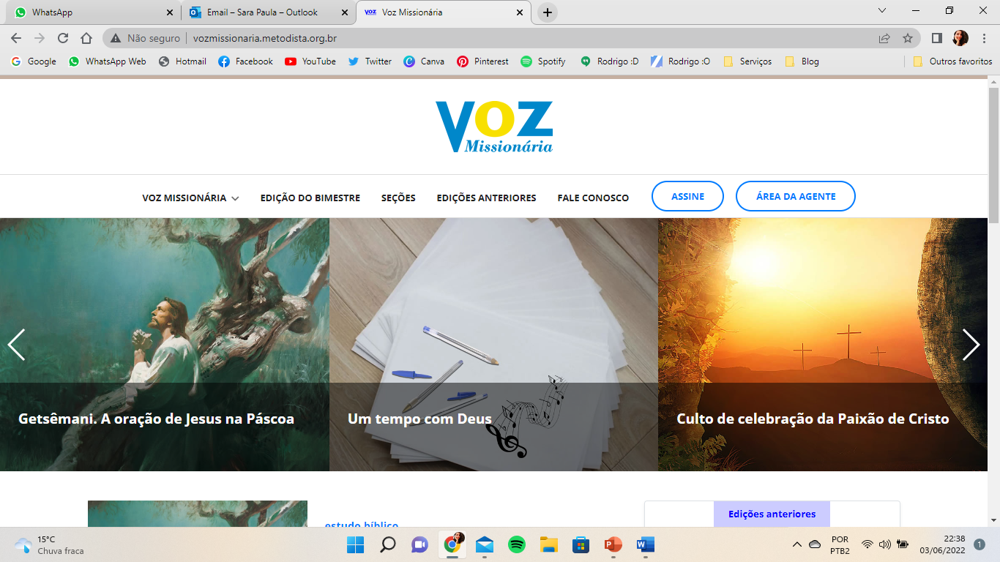 WhatsApp
Email – Sara Paula – Outlook
VOZ Voz Missionária
Não seguro vozmissionaria.metodista.org.br
Google WhatsApp Web Hotmail Facebook YouTube Twitter Canva Pinterest Spotify Rodrigo :D Rodrigo :O Serviços Blog Outros favoritos
VOZ
Missionária
VOZ MISSIONÁRIA EDIÇÃO DO BIMESTRE SEÇÕES EDIÇÕES ANTERIORES FALE CONOSCO ASSINE ÁREA DA AGENTE
Getsêmani. A oração de Jesus na Páscoa
Um tempo com Deus
Culto de celebração da Paixão de Cristo
estudo bíblico
Edições anteriores
15°C
Chuva fraca
POR
PTB2
22:38
03/06/2022
1